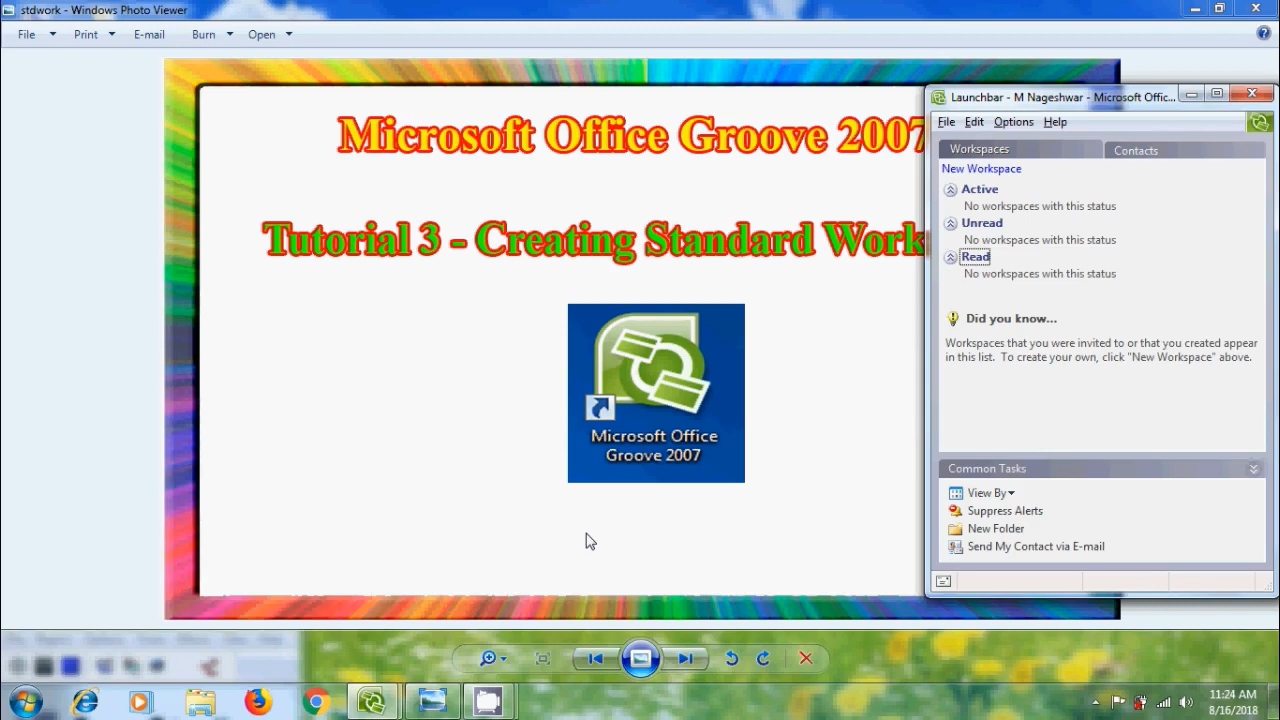 stdwork - Windows Photo Viewer
File Print E-mail Burn Open
Microsoft Office Groove 2007
Tutorial 3 - Creating Standard Work
Microsoft Office
Groove 2007
Launchbar - M Nageshwar - Microsoft Offic...
File Edit Options Help
Workspaces Contacts
New Workspace
Active
No workspaces with this status
Unread
No workspaces with this status
Read
No workspaces with this status
Did you know...
Workspaces that you were invited to or that you created appear
in this list. To create your own, click "New Workspace" above.
Common Tasks
View By
Suppress Alerts
New Folder
Send My Contact via E-mail
11:24 AM
8/16/2018